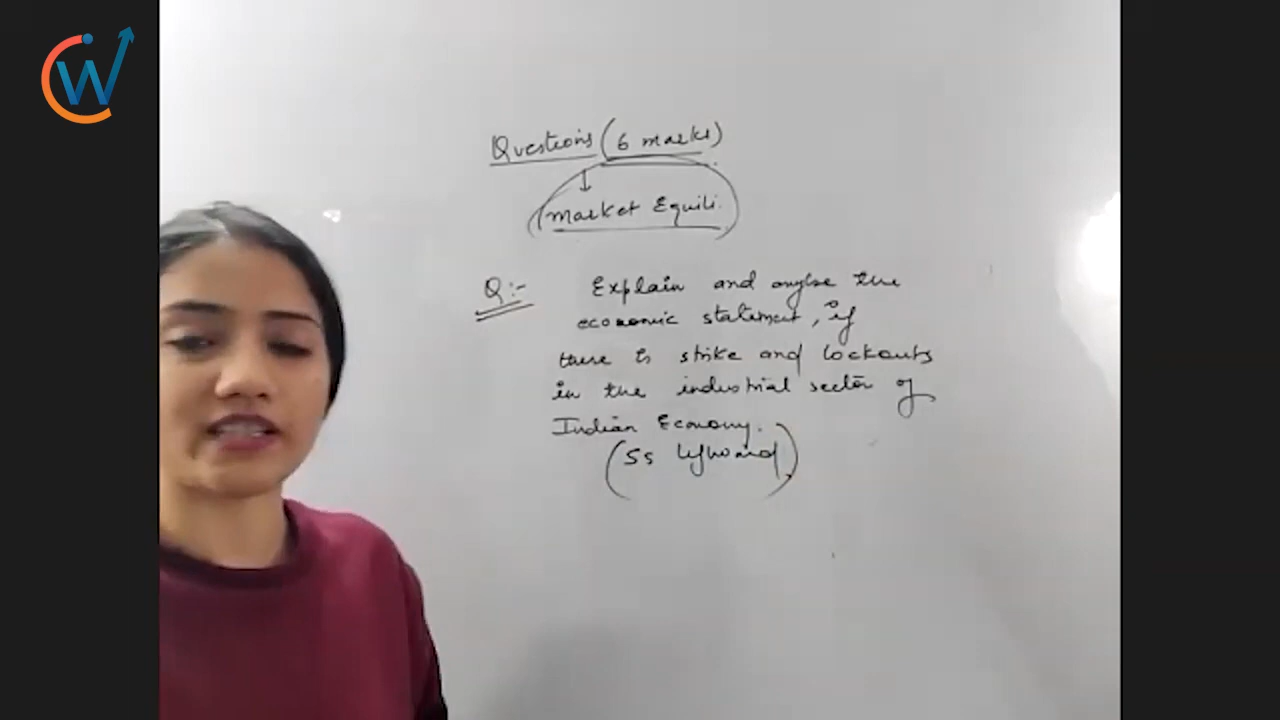 Questions (6 marks)
Market Equili.
Q:- Explain and anylse the
economic statement, if
there is strike and lockouts
in the industrial sector of
Indian Economy.
(SS leftward)
W